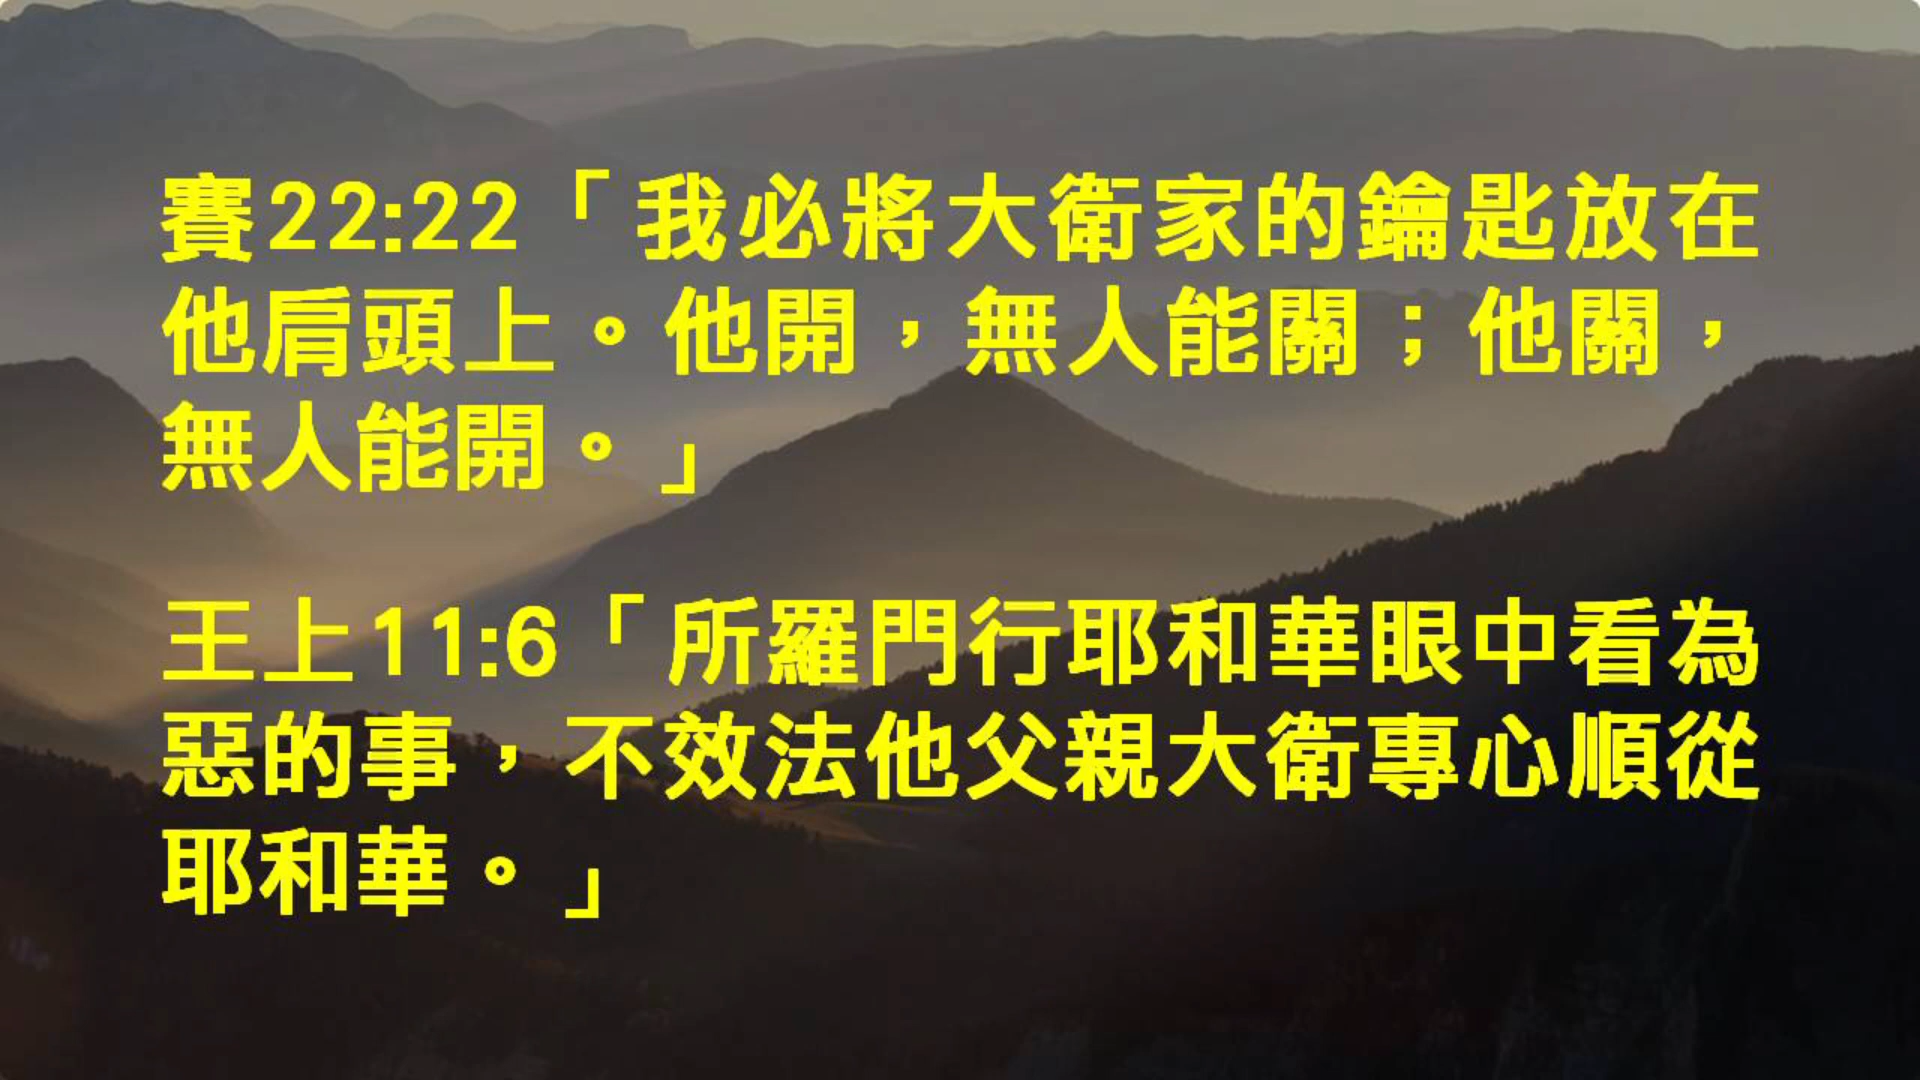 賽22:22「我必將大衛家的鑰匙放在
他肩頭上。他開，無人能關；他關，
無人能開。」
王上11:6「所羅門行耶和華眼中看為
惡的事，不效法他父親大衛專心順從
耶和華。」